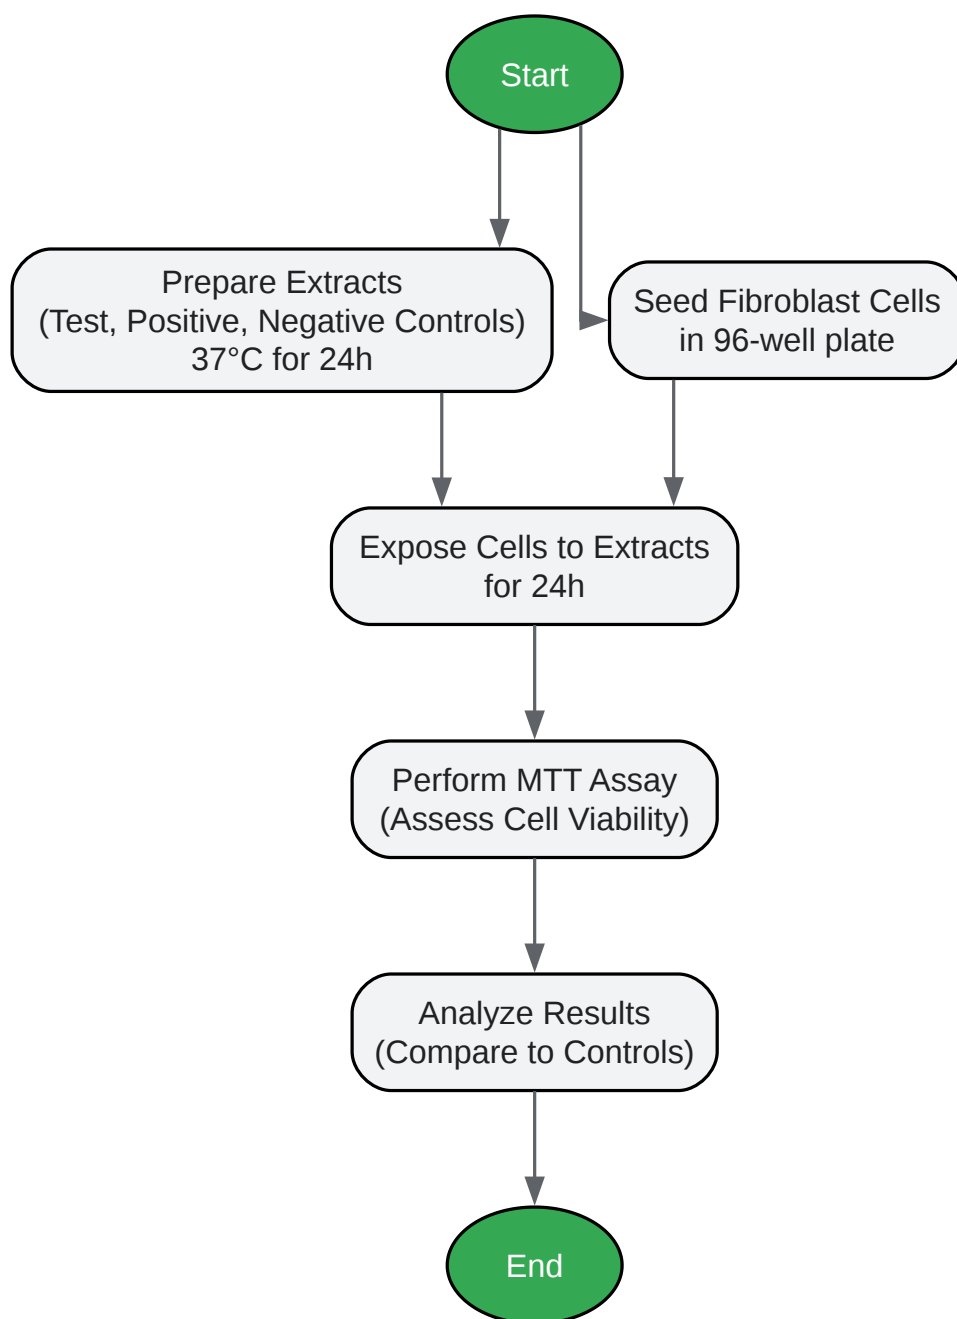 Start
Prepare Extracts
(Test, Positive, Negative Controls)
37°C for 24h
Seed Fibroblast Cells
in 96-well plate
Expose Cells to Extracts
for 24h
Perform MTT Assay
(Assess Cell Viability)
Analyze Results
(Compare to Controls)
End